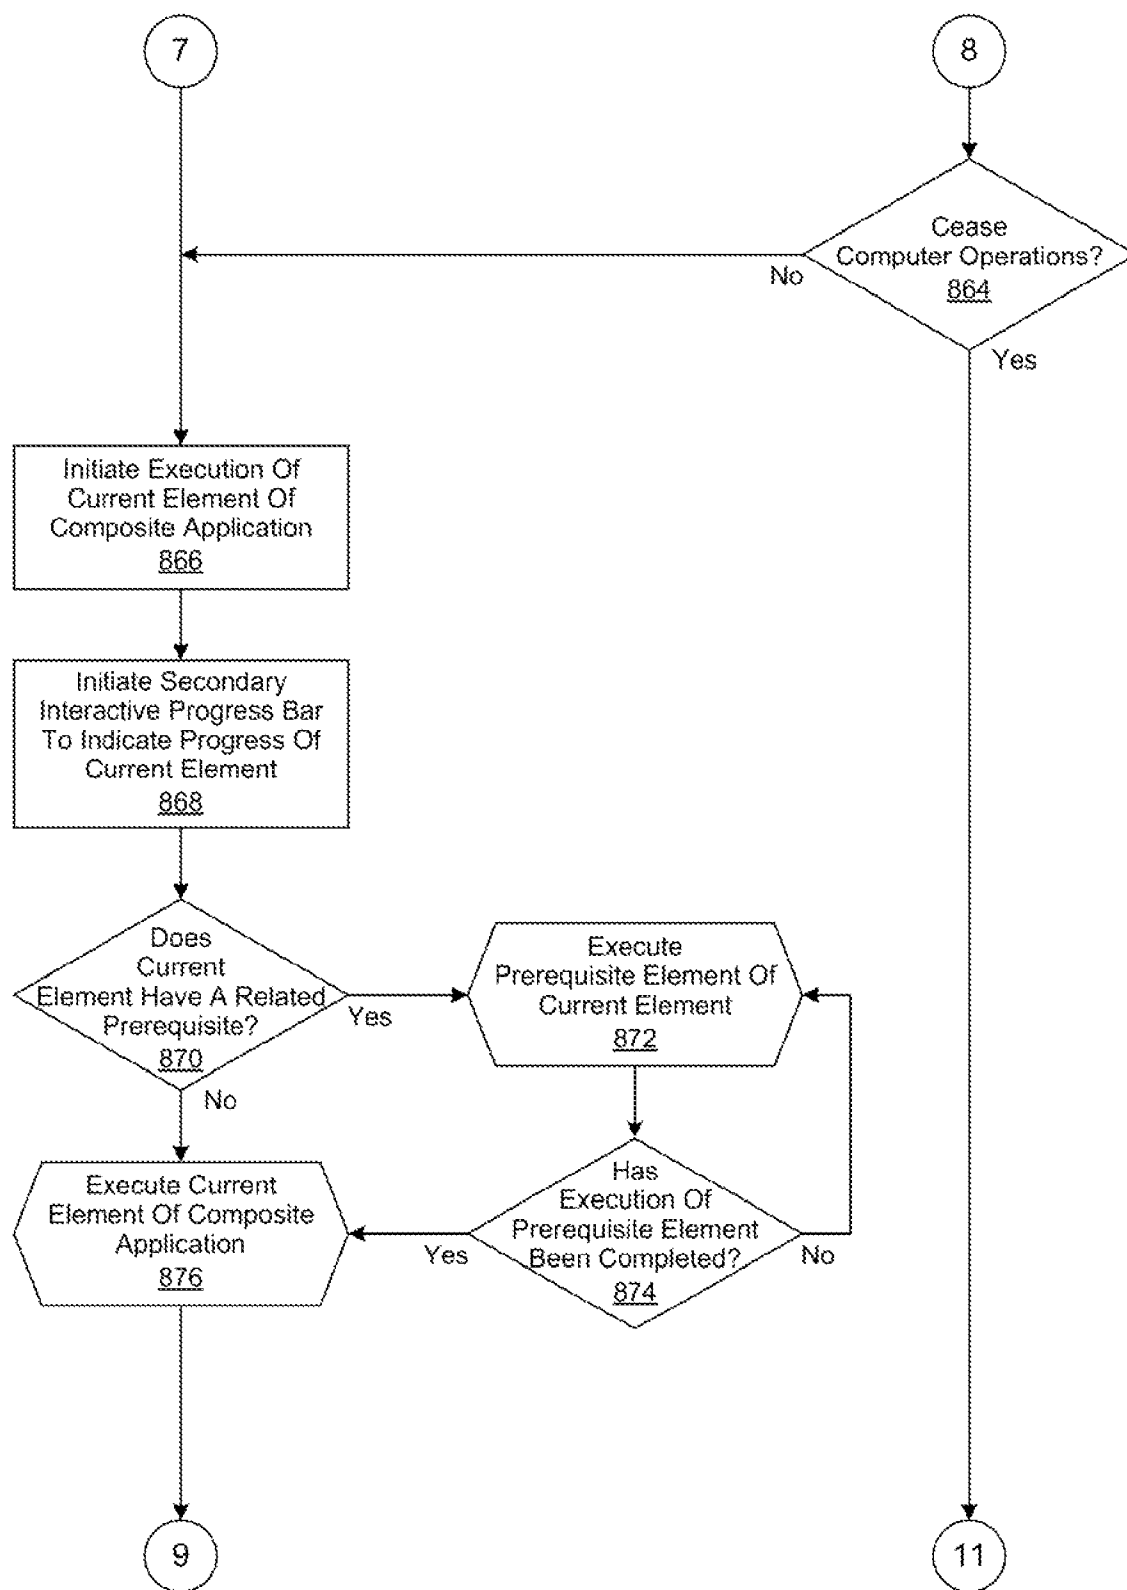 7
8
Cease
Computer Operations?
864
No
Yes
Initiate Execution Of
Current Element Of
Composite Application
866
Initiate Secondary
Interactive Progress Bar
To Indicate Progress Of
Current Element
868
Does
Current
Element Have A Related
Prerequisite?
870
Yes
No
Execute
Prerequisite Element Of
Current Element
872
Has
Execution Of
Prerequisite Element
Been Completed?
874
Yes
No
Execute Current
Element Of Composite
Application
876
9
11